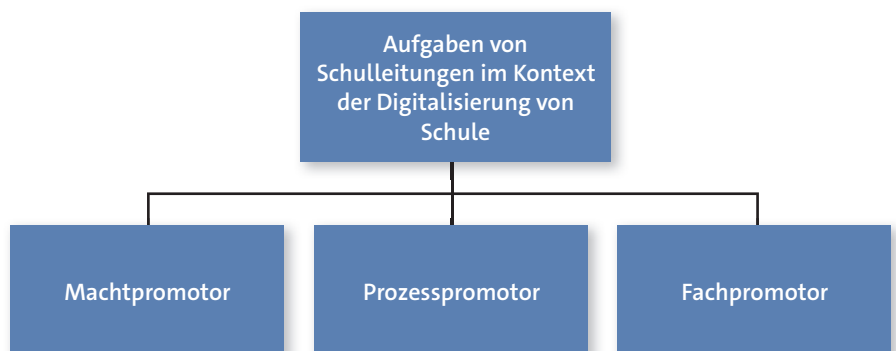 Aufgaben von
Schulleitungen im Kontext
der Digitalisierung von
Schule
Machtpromotor
Prozesspromotor
Fachpromotor